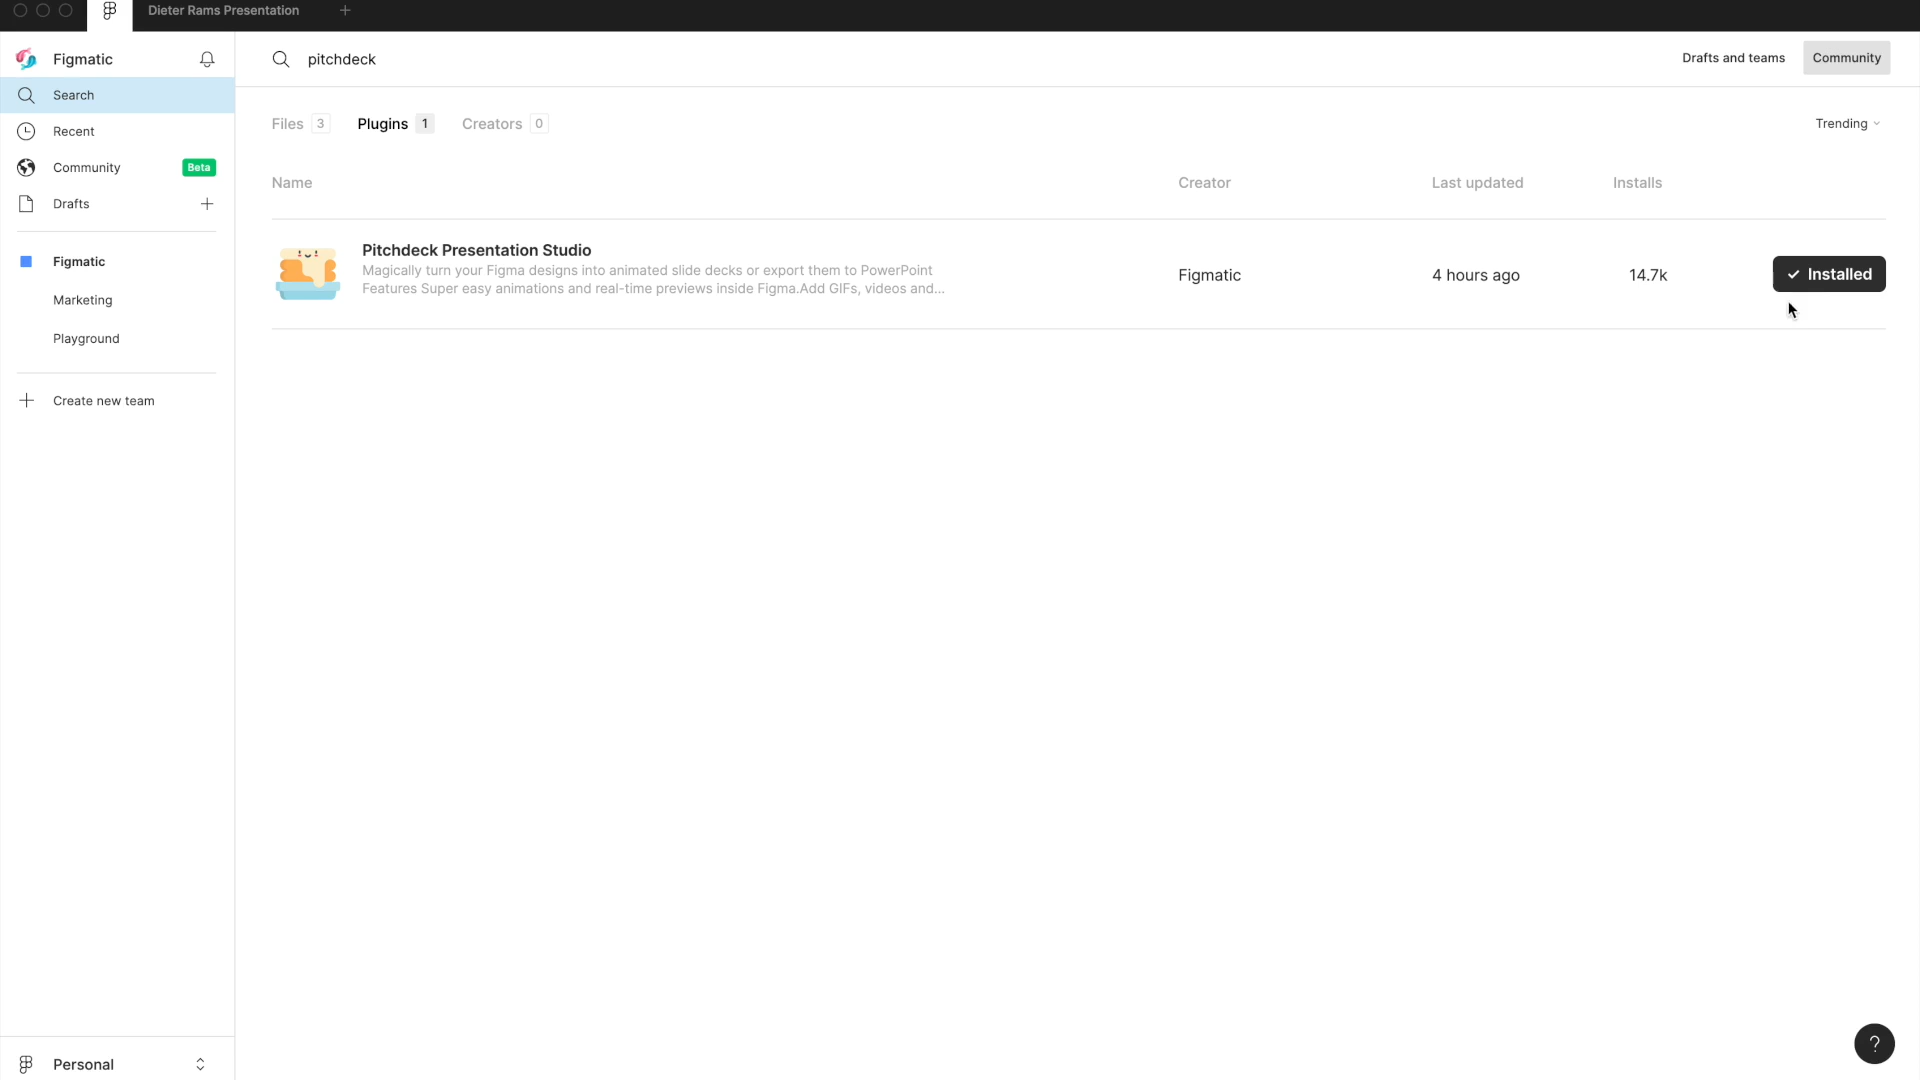 Dieter Rams Presentation
Figmatic
pitchdeck
Drafts and teams
Community
Search
Recent
Community
Beta
Drafts
Figmatic
Marketing
Playground
Create new team
Files 3
Plugins 1
Creators 0
Trending
Name
Creator
Last updated
Installs
Pitchdeck Presentation Studio
Magically turn your Figma designs into animated slide decks or export them to PowerPoint
Features Super easy animations and real-time previews inside Figma.Add GIFs, videos and...
Figmatic
4 hours ago
14.7k
Installed
Personal
?